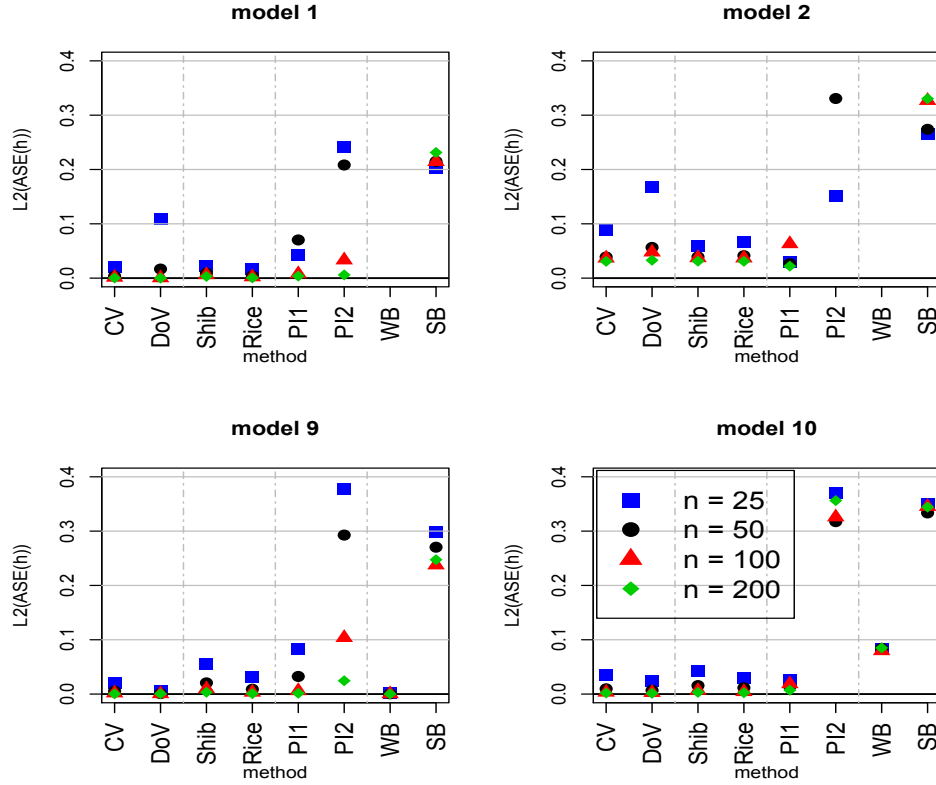 model 1
L2(ASE(h))
0.0 0.1 0.2 0.3 0.4
CV DoV Shib Rice PI1 PI2 WB SB
method
model 2
L2(ASE(h))
0.0 0.1 0.2 0.3 0.4
CV DoV Shib Rice PI1 PI2 WB SB
method
model 9
L2(ASE(h))
0.0 0.1 0.2 0.3 0.4
CV DoV Shib Rice PI1 PI2 WB SB
method
model 10
L2(ASE(h))
0.0 0.1 0.2 0.3 0.4
n = 25
n = 50
n = 100
n = 200
CV DoV Shib Rice PI1 PI2 WB SB
method